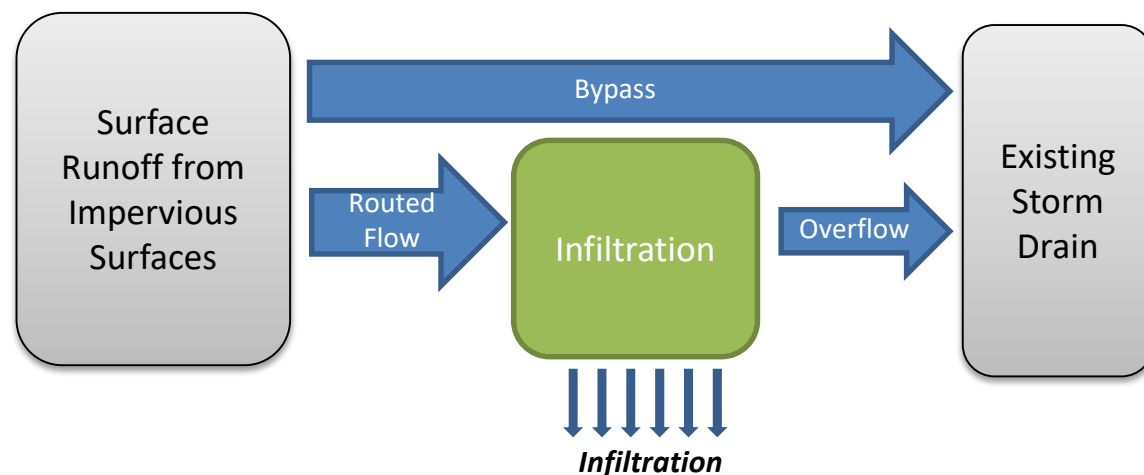 Surface
Runoff from
Impervious
Surfaces
Bypass
Routed
Flow
Infiltration
Overflow
Existing
Storm
Drain
Infiltration